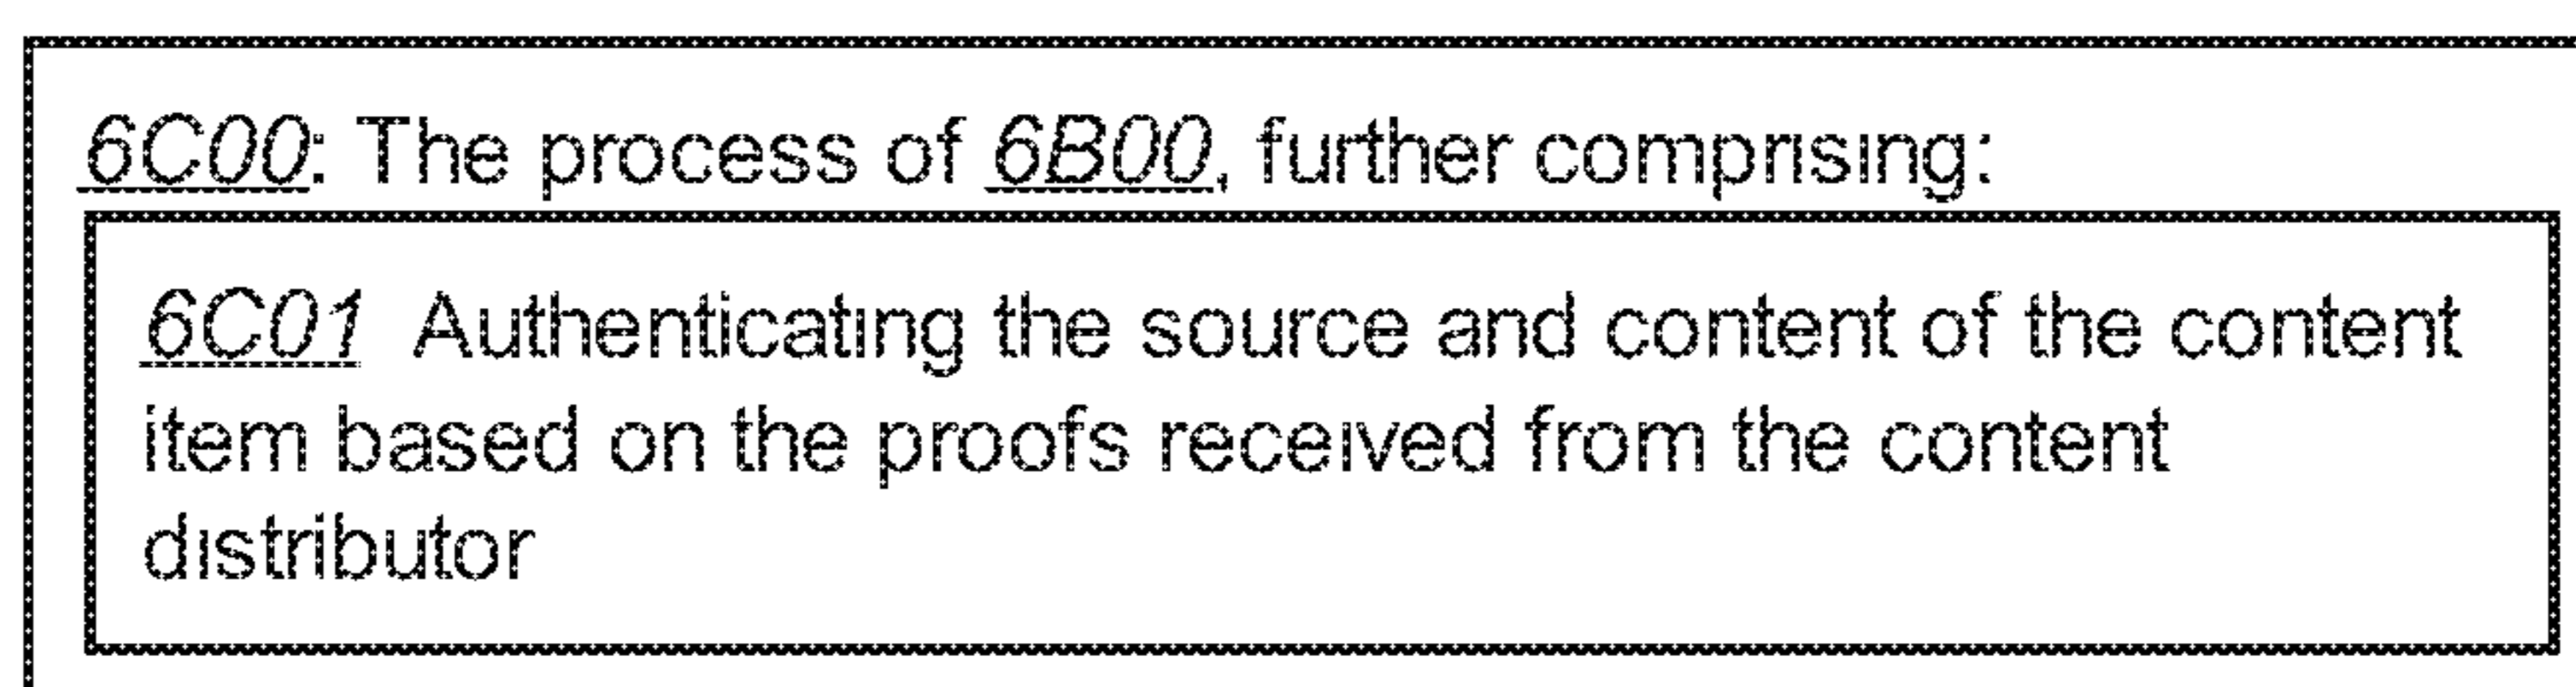 6C00: The process of 6B00, further comprising:
6C01 Authenticating the source and content of the content
item based on the proofs received from the content
distributor